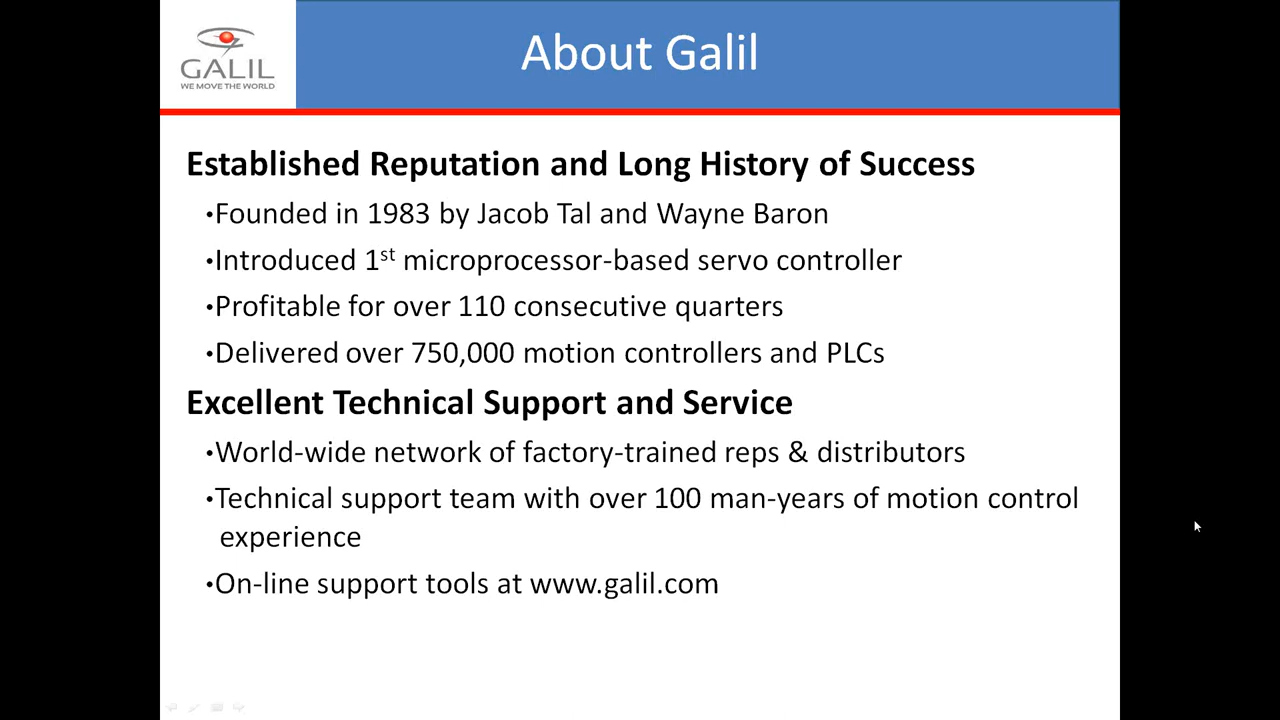 GALIL
WE MOVE THE WORLD
About Galil
Established Reputation and Long History of Success
•Founded in 1983 by Jacob Tal and Wayne Baron
•Introduced 1st microprocessor-based servo controller
•Profitable for over 110 consecutive quarters
•Delivered over 750,000 motion controllers and PLCs
Excellent Technical Support and Service
•World-wide network of factory-trained reps & distributors
•Technical support team with over 100 man-years of motion control
experience
•On-line support tools at www.galil.com